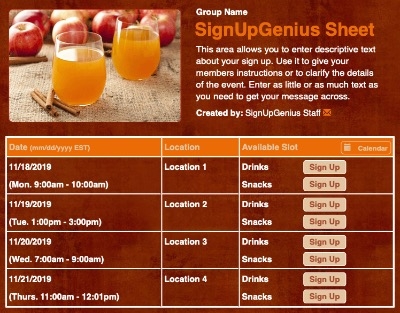 Group Name
SignUpGenius Sheet
This area allows you to enter descriptive text
about your sign up. Use it to give your
members instructions or to clarify the details
of the event. Enter as little or as much text as
you need to get your message across.
Created by: SignUpGenius Staff
Date (mm/dd/yyyy EST) Location Available Slot Calendar
11/18/2019 Location 1 Drinks Sign Up
(Mon. 9:00am - 10:00am) Snacks Sign Up
11/19/2019 Location 2 Drinks Sign Up
(Tue. 1:00pm - 3:00pm) Snacks Sign Up
11/20/2019 Location 3 Drinks Sign Up
(Wed. 7:00am - 9:00am) Snacks Sign Up
11/21/2019 Location 4 Drinks Sign Up
(Thurs. 11:00am - 12:01pm) Snacks Sign Up